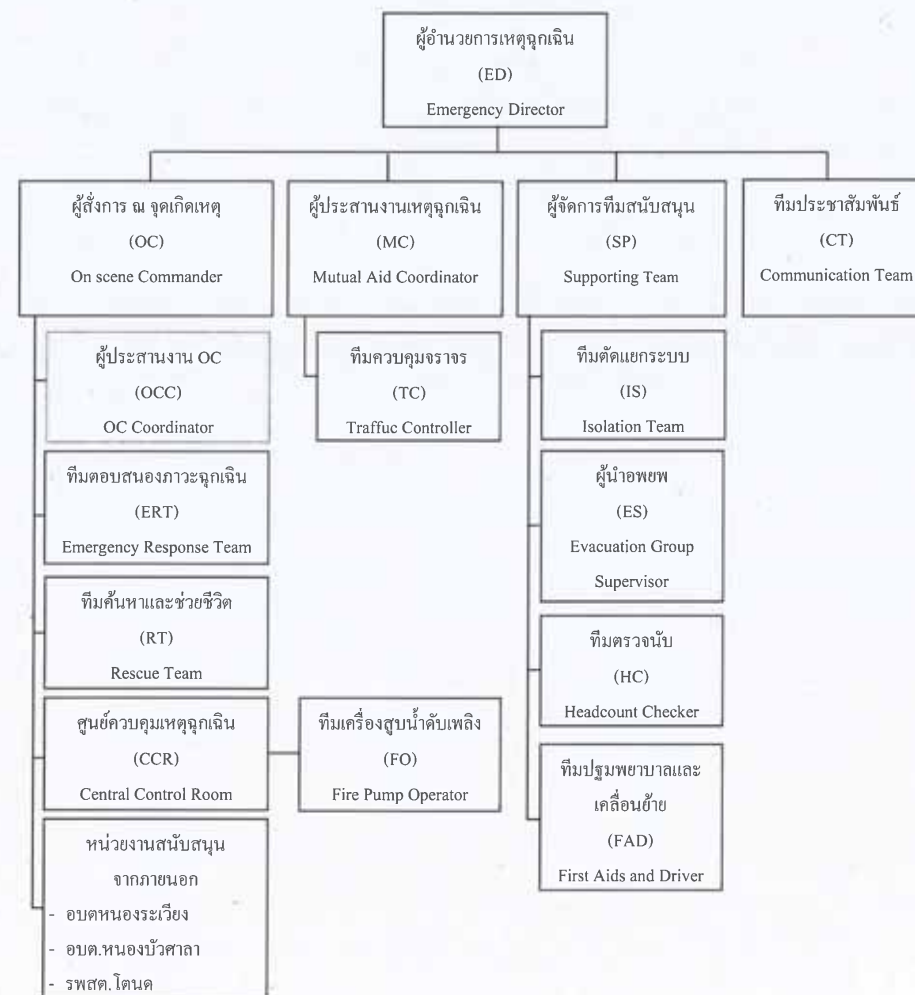 ผู้อำนวยการเหตุฉุกเฉิน
(ED)
Emergency Director
ผู้สั่งการ ณ จุดเกิดเหตุ
(OC)
On scene Commander
ผู้ประสานงานเหตุฉุกเฉิน
(MC)
Mutual Aid Coordinator
ผู้จัดการทีมสนับสนุน
(SP)
Supporting Team
ทีมประชาสัมพันธ์
(CT)
Communication Team
ผู้ประสานงาน OC
(OCC)
OC Coordinator
ทีมควบคุมจราจร
(TC)
Traffuc Controller
ทีมตัดแยกระบบ
(IS)
Isolation Team
ทีมตอบสนองภาวะฉุกเฉิน
(ERT)
Emergency Response Team
ผู้นำอพยพ
(ES)
Evacuation Group
Supervisor
ทีมค้นหาและช่วยชีวิต
(RT)
Rescue Team
ทีมตรวจนับ
(HC)
Headcount Checker
ศูนย์ควบคุมเหตุฉุกเฉิน
(CCR)
Central Control Room
ทีมเครื่องสูบน้ำดับเพลิง
(FO)
Fire Pump Operator
ทีมปฐมพยาบาลและ
เคลื่อนย้าย
(FAD)
First Aids and Driver
หน่วยงานสนับสนุน
จากภายนอก
- อบตหนองระเวียง
- อบต.หนองบัวศาลา
- รพสต.โตนด